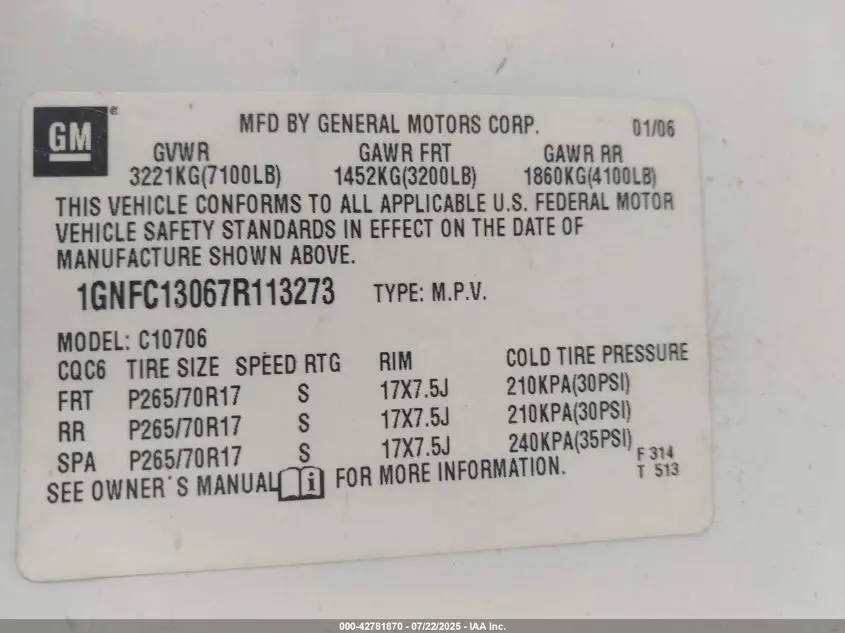 GM ®
MFD BY GENERAL MOTORS CORP. 01/06
GVWR GAWR FRT GAWR RR
3221KG(7100LB) 1452KG(3200LB) 1860KG(4100LB)
THIS VEHICLE CONFORMS TO ALL APPLICABLE U.S. FEDERAL MOTOR
VEHICLE SAFETY STANDARDS IN EFFECT ON THE DATE OF
MANUFACTURE SHOWN ABOVE.
1GNFC13067R113273 TYPE: M.P.V.
MODEL: C10706
CQC6 TIRE SIZE SPEED RTG RIM COLD TIRE PRESSURE
FRT P265/70R17 S 17X7.5J 210KPA(30PSI)
RR P265/70R17 S 17X7.5J 210KPA(30PSI)
SPA P265/70R17 S 17X7.5J 240KPA(35PSI)
F 314
T 513
SEE OWNER'S MANUAL i FOR MORE INFORMATION.
000-42781870 - 07/22/2025 - IAA Inc.